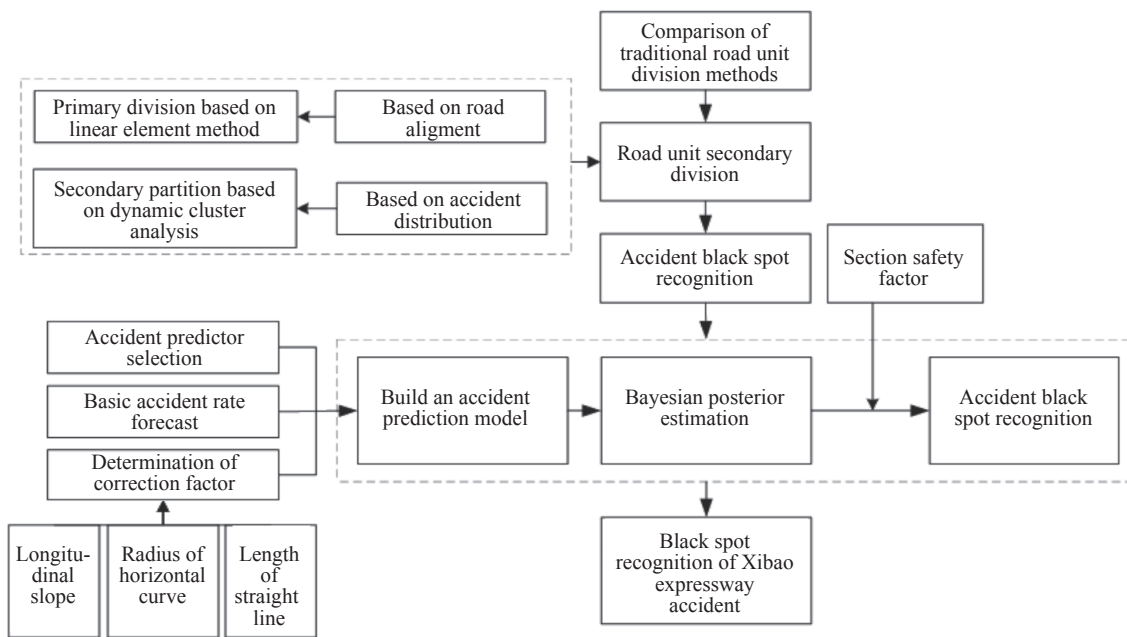 Comparison of
traditional road unit
division methods
Primary division based on
linear element method
Based on road
aligment
Road unit secondary
division
Secondary partition based
on dynamic cluster
analysis
Based on accident
distribution
Accident black spot
recognition
Section safety
factor
Accident predictor
selection
Basic accident rate
forecast
Determination of
correction factor
Build an accident
prediction model
Bayesian posterior
estimation
Accident black
spot recognition
Longitu-
dinal
slope
Radius of
horizontal
curve
Length
of
straight
line
Black spot
recognition of Xibao
expressway
accident